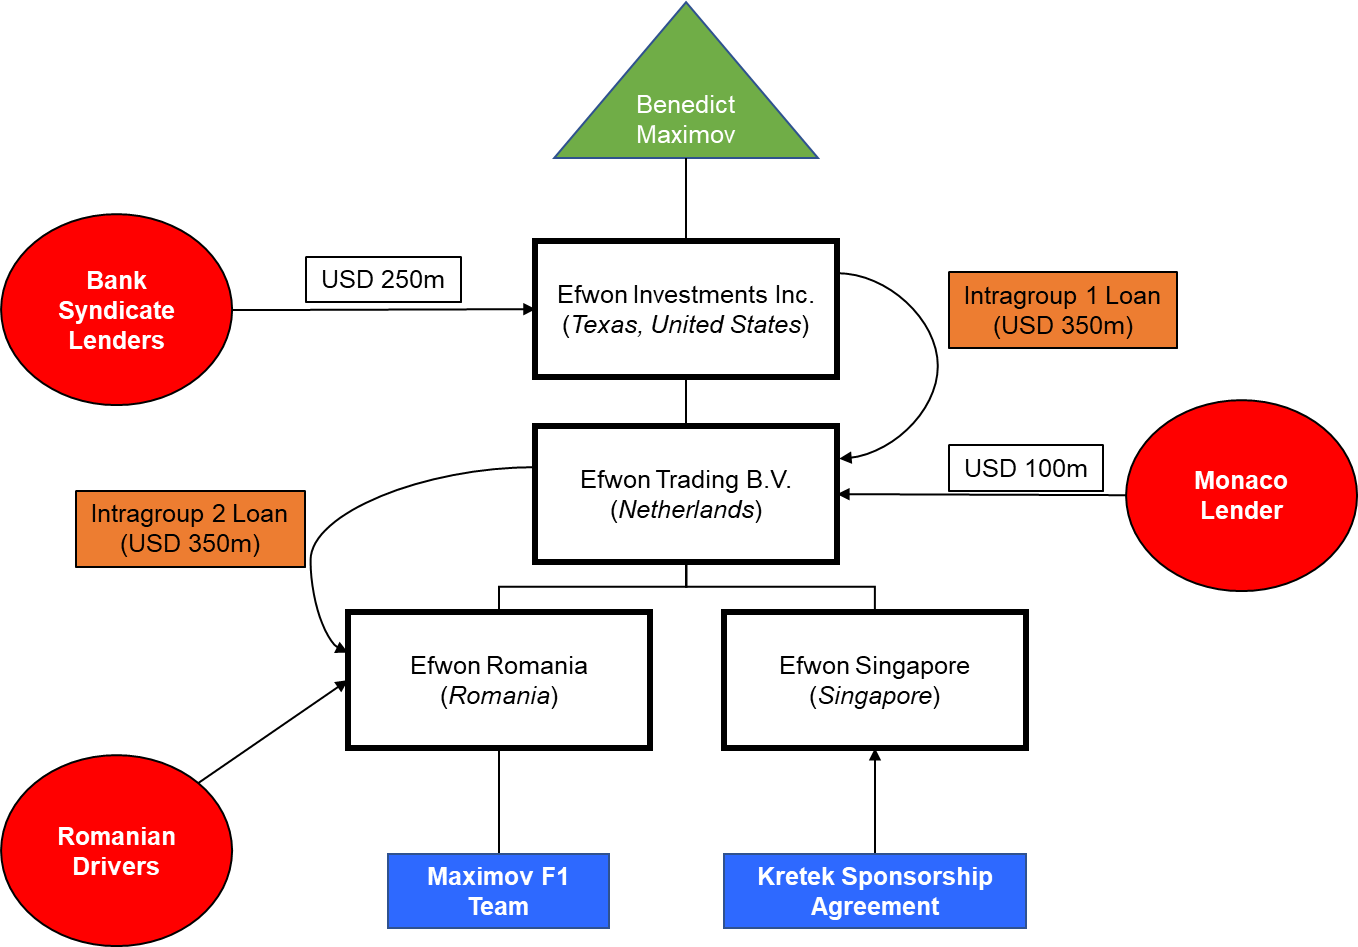 Benedict
Maximov
Bank
Syndicate
Lenders
USD 250m
Efwon Investments Inc.
(Texas, United States)
Intragroup 1 Loan
(USD 350m)
Efwon Trading B.V.
(Netherlands)
USD 100m
Monaco
Lender
Intragroup 2 Loan
(USD 350m)
Efwon Romania
(Romania)
Efwon Singapore
(Singapore)
Romanian
Drivers
Maximov F1
Team
Kretek Sponsorship
Agreement